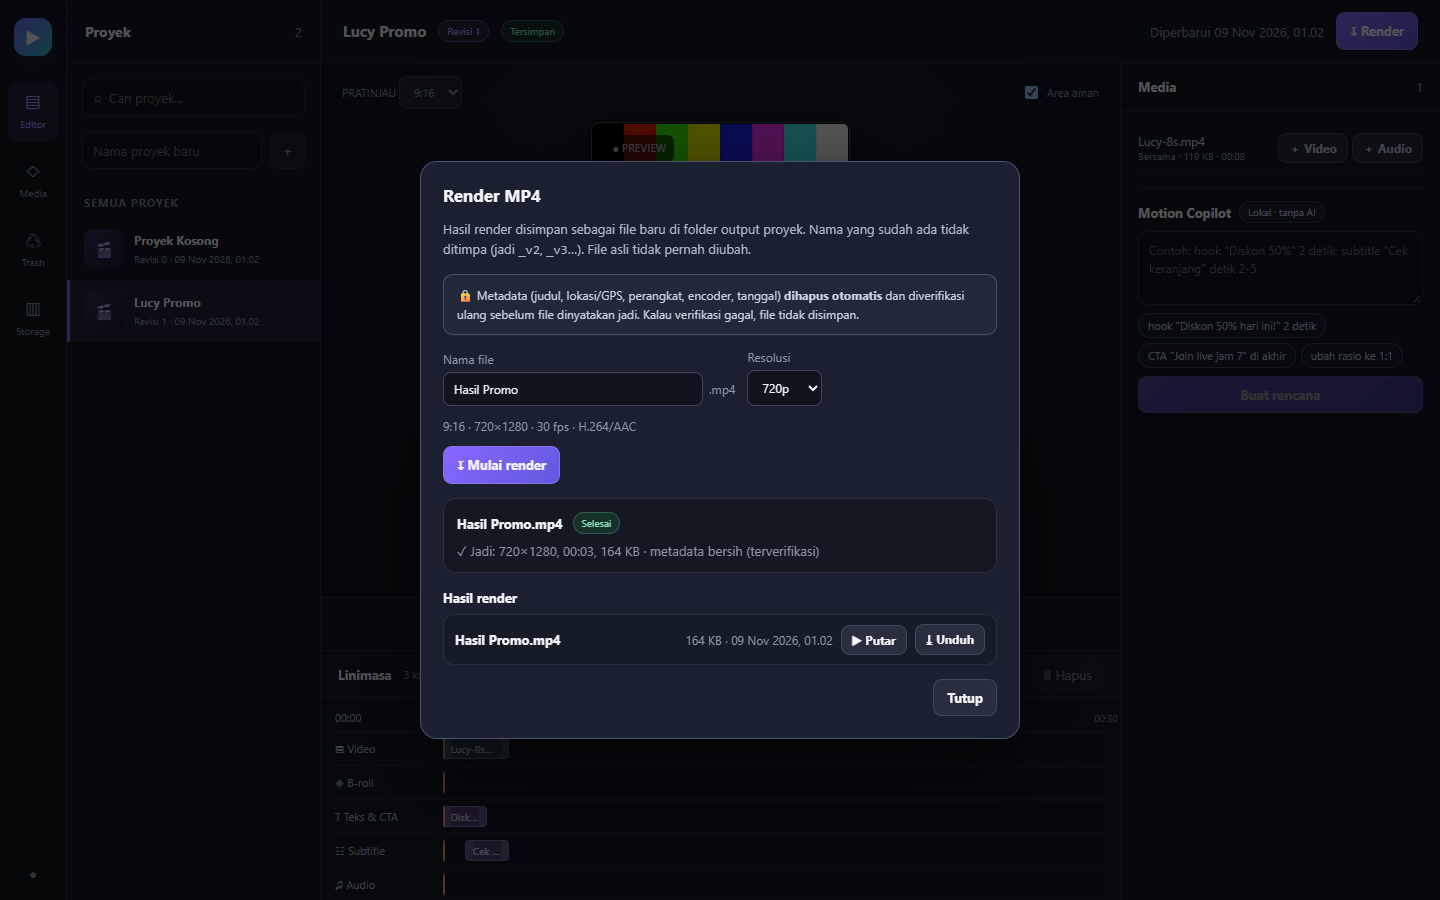 Proyek
2
Lucy Promo
Revisi 1
Tersimpan
Diperbarui 09 Nov 2026, 01.02
↧ Render
Editor
Media
Trash
Storage
Cari proyek...
Nama proyek baru
+
SEMUA PROYEK
Proyek Kosong
Revisi 0 · 09 Nov 2026, 01.02
Lucy Promo
Revisi 1 · 09 Nov 2026, 01.02
PRATINJAU
9:16
Area aman
● PREVIEW
Render MP4
Hasil render disimpan sebagai file baru di folder output proyek. Nama yang sudah ada tidak
ditimpa (jadi _v2, _v3...). File asli tidak pernah diubah.
🔒 Metadata (judul, lokasi/GPS, perangkat, encoder, tanggal) dihapus otomatis dan diverifikasi
ulang sebelum file dinyatakan jadi. Kalau verifikasi gagal, file tidak disimpan.
Nama file
Resolusi
Hasil Promo
.mp4
720p
9:16 · 720×1280 · 30 fps · H.264/AAC
↧ Mulai render
Hasil Promo.mp4
Selesai
✓ Jadi: 720×1280, 00:03, 164 KB · metadata bersih (terverifikasi)
Hasil render
Hasil Promo.mp4
164 KB · 09 Nov 2026, 01.02
▶ Putar
⤓ Unduh
Tutup
Linimasa
Hapus
00:00
00:30
Video
Lucy-8s....
B-roll
T Teks & CTA
Disk...
Subtitle
Cek ...
♫ Audio
Media
1
Lucy-8s.mp4
Bersama · 119 KB · 00:08
+ Video
+ Audio
Motion Copilot
Lokal · tanpa AI
Contoh: hook "Diskon 50%" 2 detik; subtitle "Cek
keranjang" detik 2-5
hook "Diskon 50% hari ini!" 2 detik
CTA "Join live jam 7" di akhir
ubah rasio ke 1:1
Buat rencana